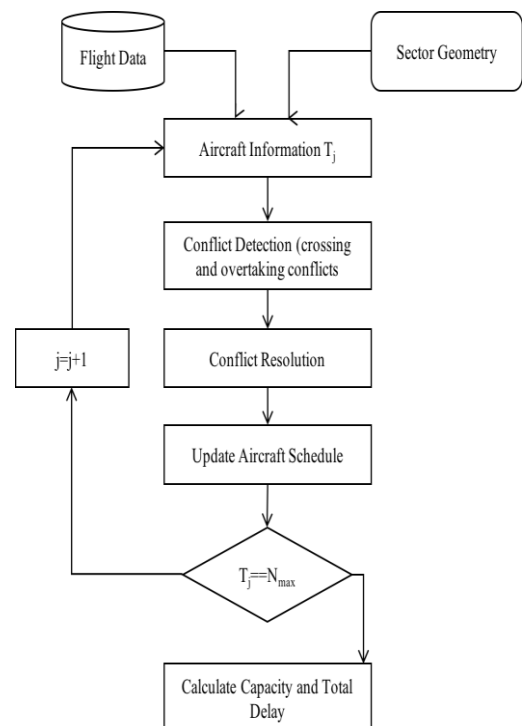 Flight Data
Sector Geometry
Aircraft Information Tj
Conflict Detection (crossing
and overtaking conflicts
j=j+1
Conflict Resolution
Update Aircraft Schedule
Tj==Nmax
Calculate Capacity and Total
Delay